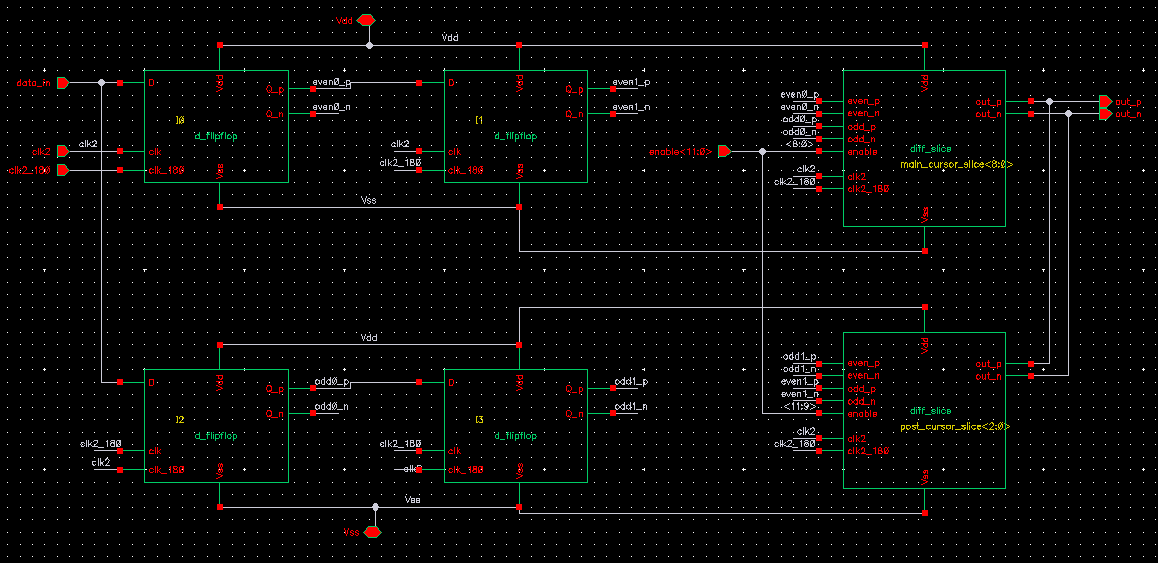 Vdd
Vdd
data_in
D
Vdd
Q_p
even0_p
Q_n
even0_n
I0
d_flipflop
clk2
clk2
clk
clk2_180
clk_180
Vss
D
Vdd
Q_p
even1_p
Q_n
even1_n
I1
d_flipflop
clk2
clk
clk2_180
clk_180
Vss
Vss
enable<11:0>
Vdd
even0_p
even_p
even0_n
even_n
odd0_p
odd_p
odd0_n
odd_n
<8:0>
enable
clk2
clk2
clk2_180
clk2_180
out_p
out_n
diff_slice
main_cursor_slice<8:0>
Vss
out_p
out_n
Vdd
D
Vdd
Q_p
odd0_p
Q_n
odd0_n
I2
d_flipflop
clk2_180
clk
clk2
clk_180
Vss
D
Vdd
Q_p
odd1_p
Q_n
odd1_n
I3
d_flipflop
clk2_180
clk
clk2
clk_180
Vss
Vdd
odd1_p
even_p
odd1_n
even_n
even1_p
odd_p
even1_n
odd_n
<11:9>
enable
clk2
clk2
clk2_180
clk2_180
out_p
out_n
diff_slice
post_cursor_slice<2:0>
Vss
Vss
Vss